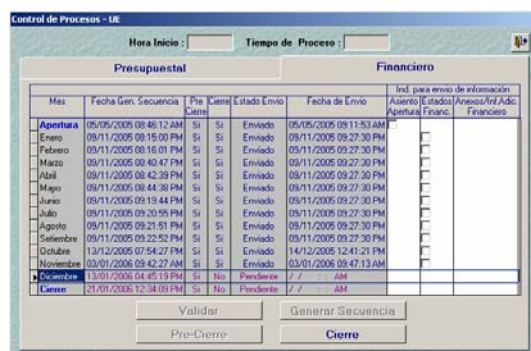 Control de Procesos - UE
Hora Inicio : Tiempo de Proceso :
Presupuestal Financiero
Ind. para envio de información
Mes Fecha Gen. Secuencia Pre Cierre Cierre Estado Envio Fecha de Envio Asiento Apertura Estados Financ. Anexos/Inf.Adic. Financiero
Apertura 05/05/2005 08:46:12 AM Si Si Enviado 05/05/2005 09:11:53 AM
Enero 09/11/2005 08:15:00 PM Si Si Enviado 09/11/2005 09:27:30 PM
Febrero 09/11/2005 08:16:01 PM Si Si Enviado 09/11/2005 09:27:30 PM
Marzo 09/11/2005 08:40:47 PM Si Si Enviado 09/11/2005 09:27:30 PM
Abril 09/11/2005 08:42:39 PM Si Si Enviado 09/11/2005 09:27:30 PM
Mayo 09/11/2005 08:44:38 PM Si Si Enviado 09/11/2005 09:27:30 PM
Junio 09/11/2005 09:19:44 PM Si Si Enviado 09/11/2005 09:27:30 PM
Julio 09/11/2005 09:20:55 PM Si Si Enviado 09/11/2005 09:27:30 PM
Agosto 09/11/2005 09:21:51 PM Si Si Enviado 09/11/2005 09:27:30 PM
Setiembre 09/11/2005 09:22:52 PM Si Si Enviado 09/11/2005 09:27:30 PM
Octubre 13/12/2005 07:54:27 PM Si Si Enviado 14/12/2005 12:41:21 PM
Noviembre 03/01/2006 09:42:27 AM Si Si Enviado 03/01/2006 09:47:13 AM
Diciembre 13/01/2006 04:45:19 PM Si No Pendiente / / : : AM
Cierre 21/01/2006 12:34:09 PM Si No Pendiente / / : : AM
Validar Generar Secuencia
Pre-Cierre Cierre